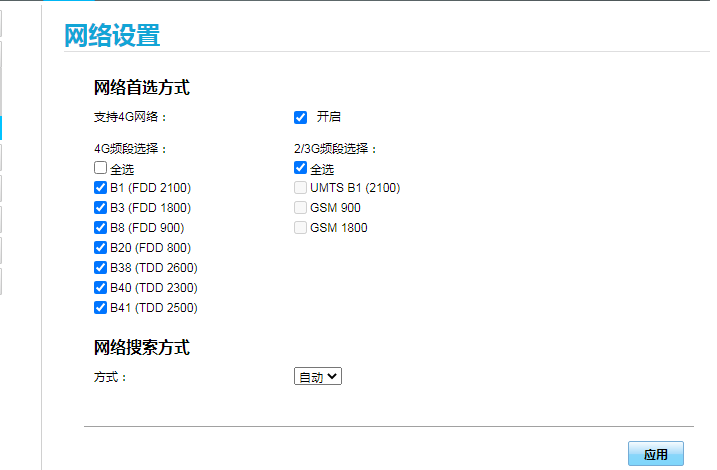 网络设置
网络首选方式
支持4G网络： 开启
4G频段选择： 2/3G频段选择：
全选 全选
B1 (FDD 2100) UMTS B1 (2100)
B3 (FDD 1800) GSM 900
B8 (FDD 900) GSM 1800
B20 (FDD 800)
B38 (TDD 2600)
B40 (TDD 2300)
B41 (TDD 2500)
网络搜索方式
方式： 自动
应用